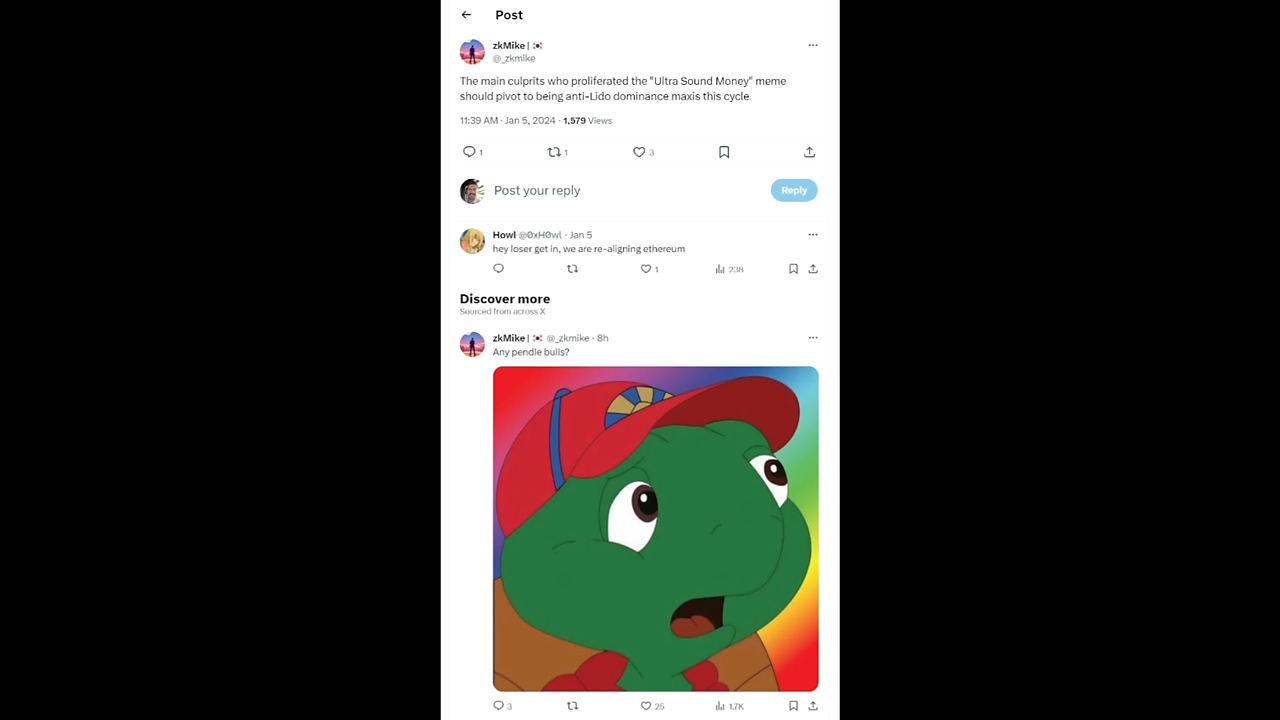 Post
zkMike | 🇰🇷
@_zkmike
The main culprits who proliferated the "Ultra Sound Money" meme
should pivot to being anti-Lido dominance maxis this cycle
11:39 AM · Jan 5, 2024 · 1,579 Views
1 1 3
Post your reply Reply
Howl @0xH0wl · Jan 5
hey loser get in, we are re-aligning ethereum
1 238
Discover more
Sourced from across X
zkMike | 🇰🇷 @_zkmike · 8h
Any pendle bulls?
3 25 1.7K